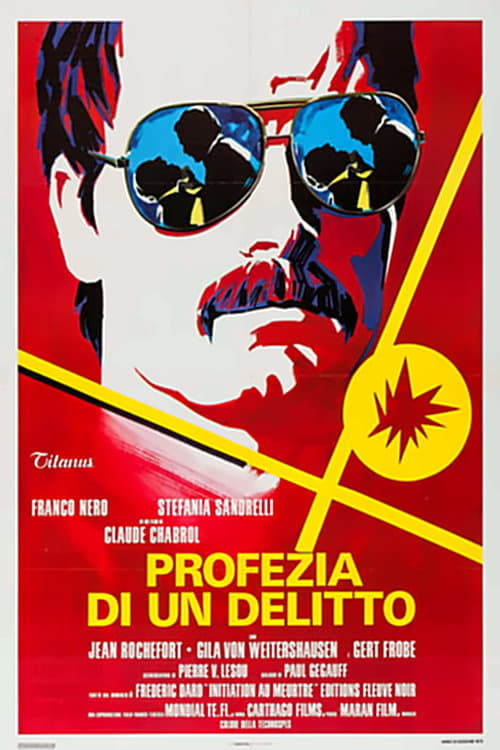 Titanus
FRANCO NERO STEFANIA SANDRELLI
CLAUDE CHABROL
PROFEZIA
DI UN DELITTO
JEAN ROCHEFORT • GILA VON WEITERSHAUSEN E GERT FROBE
PIERRE V. LESOU PAUL GEGAUFF
FREDERIC DARD "INITIATION AU MEURTRE" EDITIONS FLEUVE NOIR
MONDIAL TE.FI. CARTHAGO FILMS. MARAN FILM.
COLORE DELLA TECHNOSPES